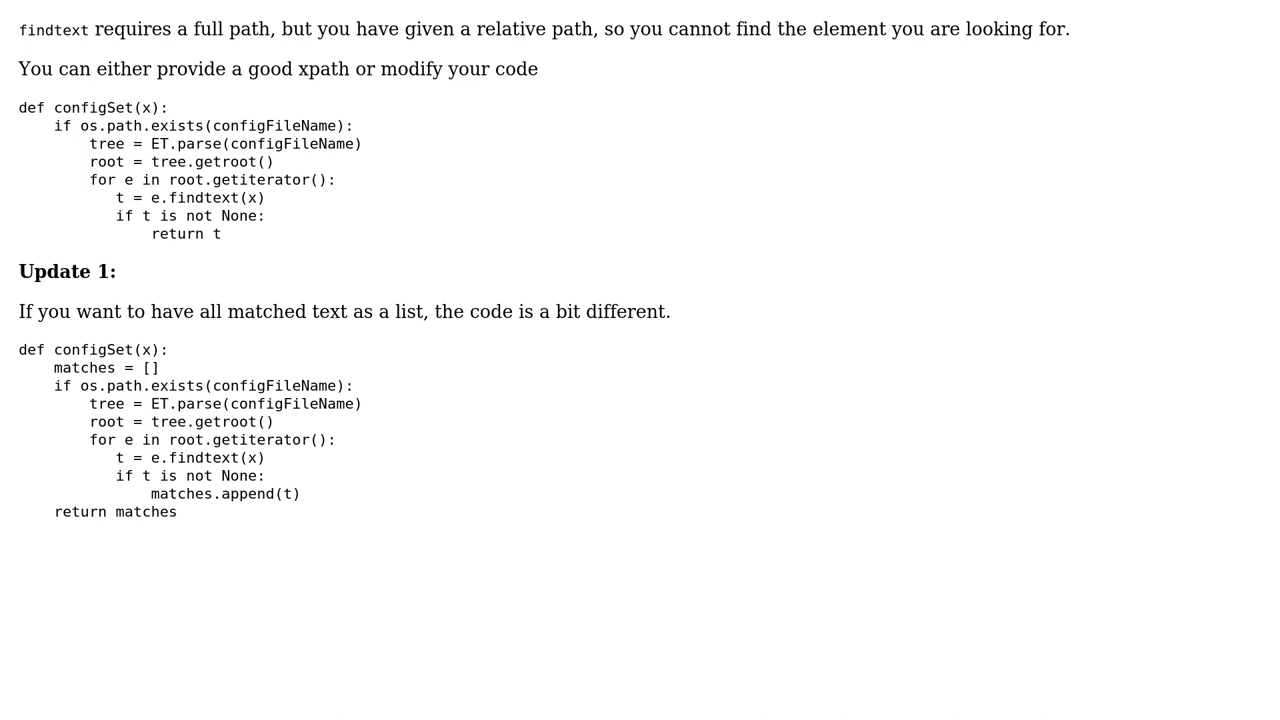 findtext requires a full path, but you have given a relative path, so you cannot find the element you are looking for.
You can either provide a good xpath or modify your code
def configSet(x):
    if os.path.exists(configFileName):
        tree = ET.parse(configFileName)
        root = tree.getroot()
        for e in root.getiterator():
           t = e.findtext(x)
           if t is not None:
               return t
Update 1:
If you want to have all matched text as a list, the code is a bit different.
def configSet(x):
    matches = []
    if os.path.exists(configFileName):
        tree = ET.parse(configFileName)
        root = tree.getroot()
        for e in root.getiterator():
           t = e.findtext(x)
           if t is not None:
               matches.append(t)
    return matches